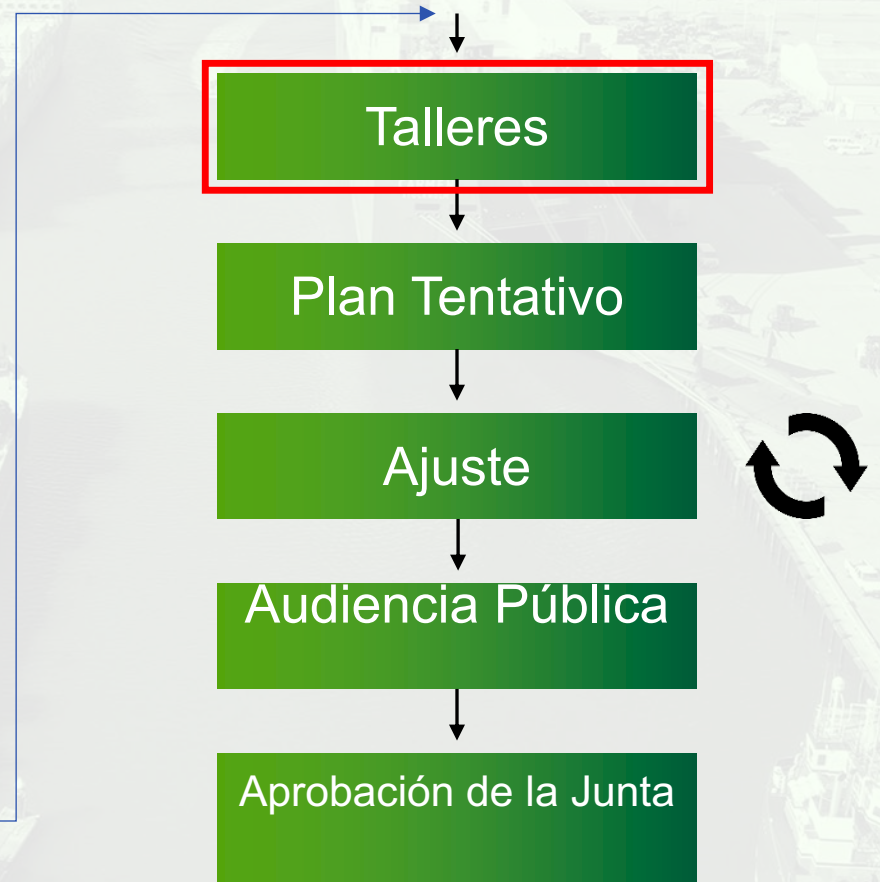 Talleres
Plan Tentativo
Ajuste
Audiencia Pública
Aprobación de la Junta